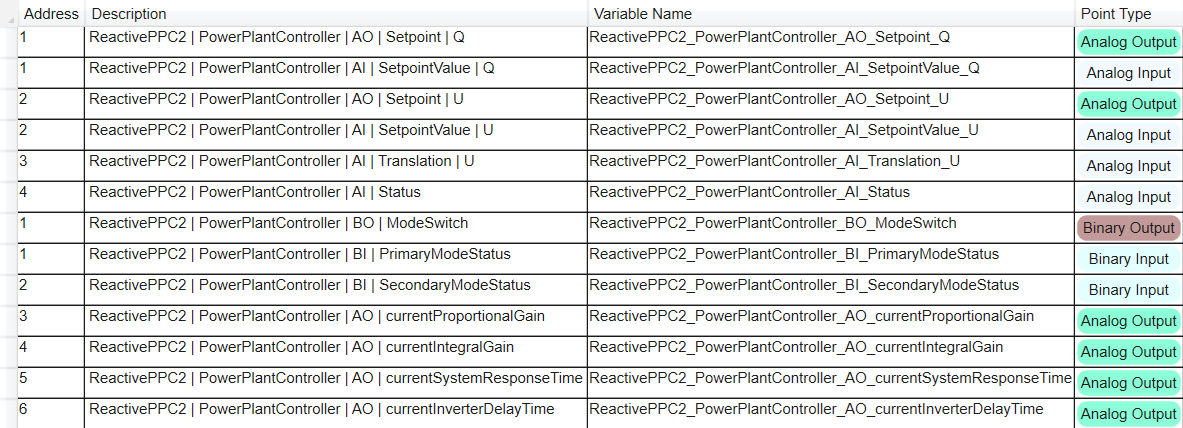 Address Description Variable Name Point Type
1 ReactivePPC2 | PowerPlantController | AO | Setpoint | Q ReactivePPC2_PowerPlantController_AO_Setpoint_Q Analog Output
1 ReactivePPC2 | PowerPlantController | AI | SetpointValue | Q ReactivePPC2_PowerPlantController_AI_SetpointValue_Q Analog Input
2 ReactivePPC2 | PowerPlantController | AO | Setpoint | U ReactivePPC2_PowerPlantController_AO_Setpoint_U Analog Output
2 ReactivePPC2 | PowerPlantController | AI | SetpointValue | U ReactivePPC2_PowerPlantController_AI_SetpointValue_U Analog Input
3 ReactivePPC2 | PowerPlantController | AI | Translation | U ReactivePPC2_PowerPlantController_AI_Translation_U Analog Input
4 ReactivePPC2 | PowerPlantController | AI | Status ReactivePPC2_PowerPlantController_AI_Status Analog Input
1 ReactivePPC2 | PowerPlantController | BO | ModeSwitch ReactivePPC2_PowerPlantController_BO_ModeSwitch Binary Output
1 ReactivePPC2 | PowerPlantController | BI | PrimaryModeStatus ReactivePPC2_PowerPlantController_BI_PrimaryModeStatus Binary Input
2 ReactivePPC2 | PowerPlantController | BI | SecondaryModeStatus ReactivePPC2_PowerPlantController_BI_SecondaryModeStatus Binary Input
3 ReactivePPC2 | PowerPlantController | AO | currentProportionalGain ReactivePPC2_PowerPlantController_AO_currentProportionalGain Analog Output
4 ReactivePPC2 | PowerPlantController | AO | currentIntegralGain ReactivePPC2_PowerPlantController_AO_currentIntegralGain Analog Output
5 ReactivePPC2 | PowerPlantController | AO | currentSystemResponseTime ReactivePPC2_PowerPlantController_AO_currentSystemResponseTime Analog Output
6 ReactivePPC2 | PowerPlantController | AO | currentInverterDelayTime ReactivePPC2_PowerPlantController_AO_currentInverterDelayTime Analog Output